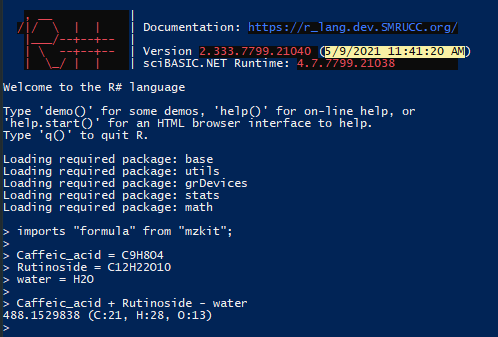 Documentation: https://r_lang.dev.SMRUCC.org/
Version 2.333.7799.21040 (5/9/2021 11:41:20 AM)
sciBASIC.NET Runtime: 4.7.7799.21038
Welcome to the R# language
Type 'demo()' for some demos, 'help()' for on-line help, or
'help.start()' for an HTML browser interface to help.
Type 'q()' to quit R.
Loading required package: base
Loading required package: utils
Loading required package: grDevices
Loading required package: stats
Loading required package: math
> imports "formula" from "mzkit";
>
> Caffeic_acid = C9H8O4
> Rutinoside = C12H22O10
> water = H2O
>
> Caffeic_acid + Rutinoside - water
488.1529838 (C:21, H:28, O:13)
>